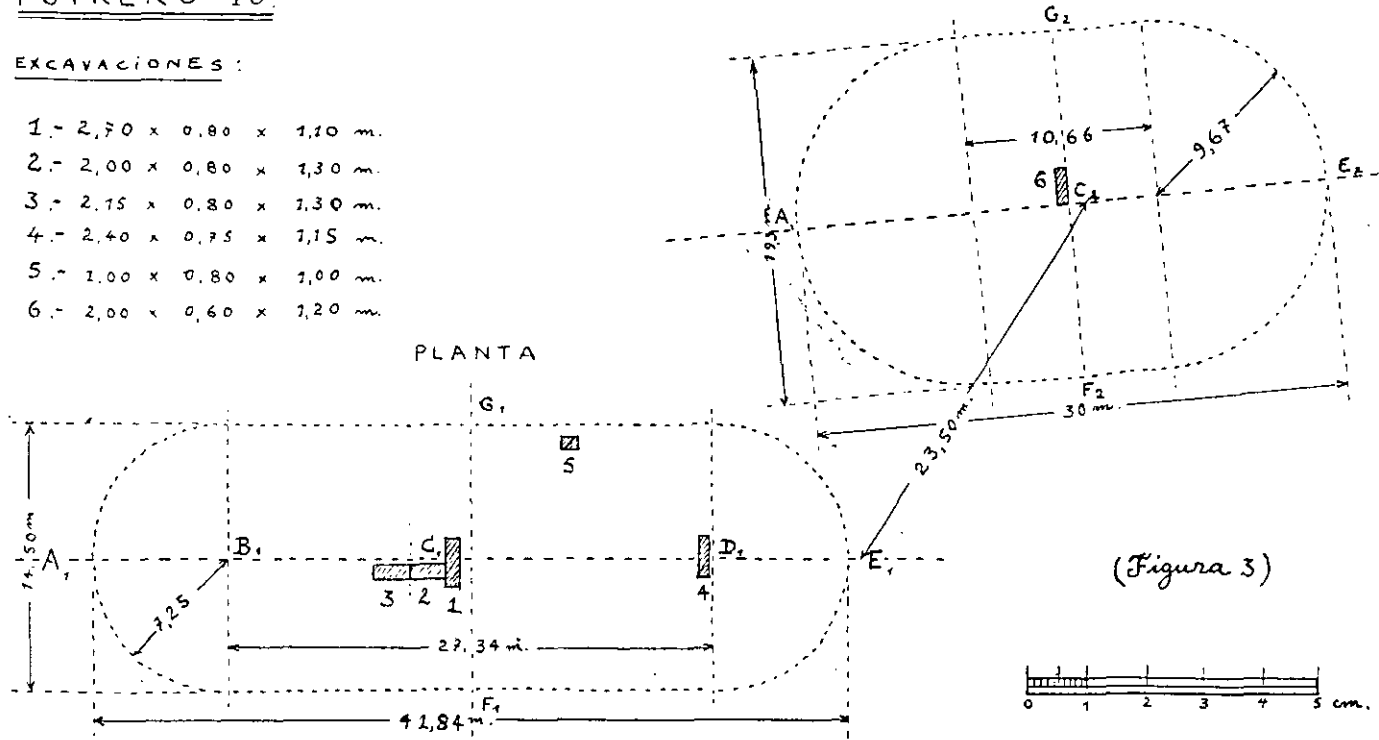 EXCAVACIONES:
1.- 2,70 x 0,80 x 1,10 m.
2.- 2,00 x 0,80 x 1,30 m.
3.- 2,15 x 0,80 x 1,30 m.
4.- 2,40 x 0,75 x 1,15 m.
5.- 1,00 x 0,80 x 1,00 m.
6.- 2,00 x 0,60 x 1,20 m.
G2
10,66
9,67
6
C2
E2
A
F2
30 m.
23,50 m.
PLANTA
G1
5
14,50 m
A1
B1
C1
D1
E1
3
2
1
4
7,25
27,34 m.
F1
41,84 m.
(Figura 3)
0 1 2 3 4 5 cm.